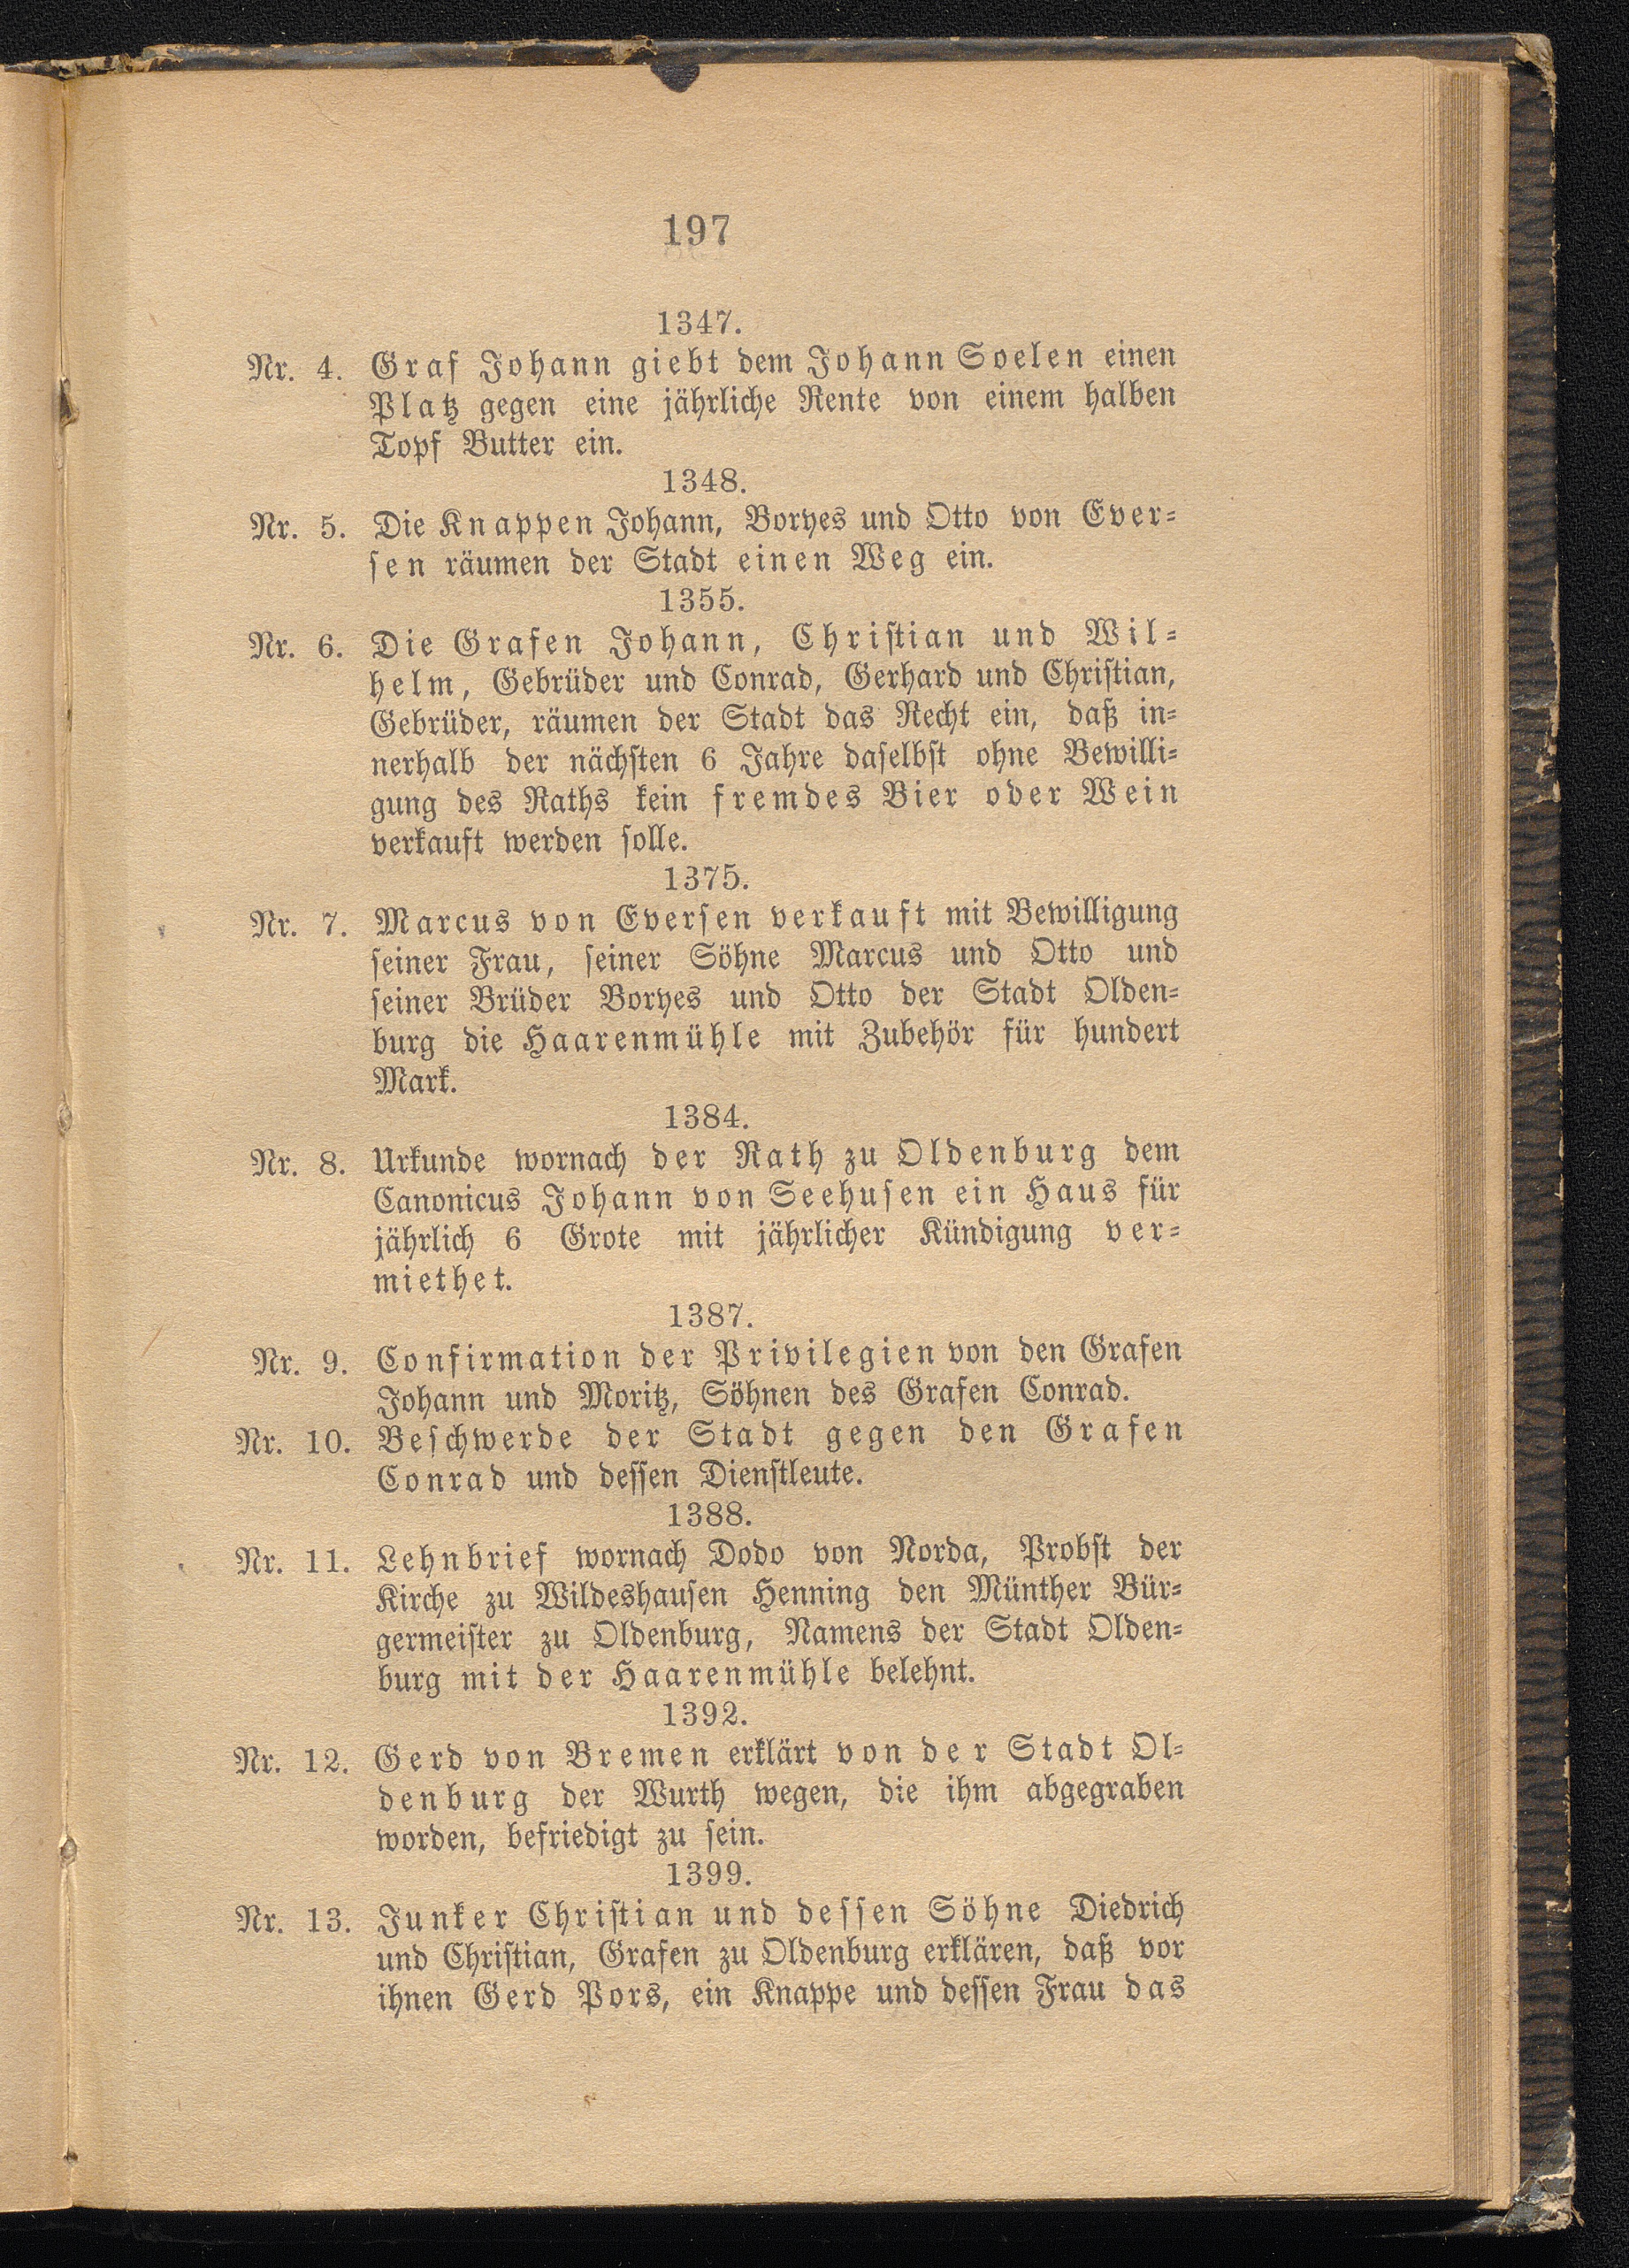 197
1347.
Nr. 4. Graf Johann giebt dem Johann Soelen einen
Platz gegen eine jährliche Rente von einem halben
Topf Butter ein.
1348.
Nr. 5. Die Knappen Johann, Boryes und Otto von Ever-
sen räumen der Stadt einen Weg ein.
1355.
Nr. 6. Die Grafen Johann, Christian und Wil-
helm, Gebrüder und Conrad, Gerhard und Christian,
Gebrüder, räumen der Stadt das Recht ein, daß in-
nerhalb der nächsten 6 Jahre daselbst ohne Bewilli-
gung des Raths kein fremdes Bier oder Wein
verkauft werden solle.
1375.
Nr. 7. Marcus von Eversen verkauft mit Bewilligung
seiner Frau, seiner Söhne Marcus und Otto und
seiner Brüder Boryes und Otto der Stadt Olden-
burg die Haarenmühle mit Zubehör für hundert
Mark.
1384.
Nr. 8. Urkunde wornach der Rath zu Oldenburg dem
Canonicus Johann von Seehusen ein Haus für
jährlich 6 Grote mit jährlicher Kündigung ver-
miethet.
1387.
Nr. 9. Confirmation der Privilegien von den Grafen
Johann und Moritz, Söhnen des Grafen Conrad.
Nr. 10. Beschwerde der Stadt gegen den Grafen
Conrad und dessen Dienstleute.
1388.
Nr. 11. Lehnbrief wornach Dodo von Norda, Probst der
Kirche zu Wildeshausen Henning den Münther Bür-
germeister zu Oldenburg, Namens der Stadt Olden-
burg mit der Haarenmühle belehnt.
1392.
Nr. 12. Gerd von Bremen erklärt von der Stadt Ol-
denburg der Wurth wegen, die ihm abgegraben
worden, befriedigt zu sein.
1399.
Nr. 13. Junker Christian und dessen Söhne Diedrich
und Christian, Grafen zu Oldenburg erklären, daß vor
ihnen Gerd Pors, ein Knappe und dessen Frau das